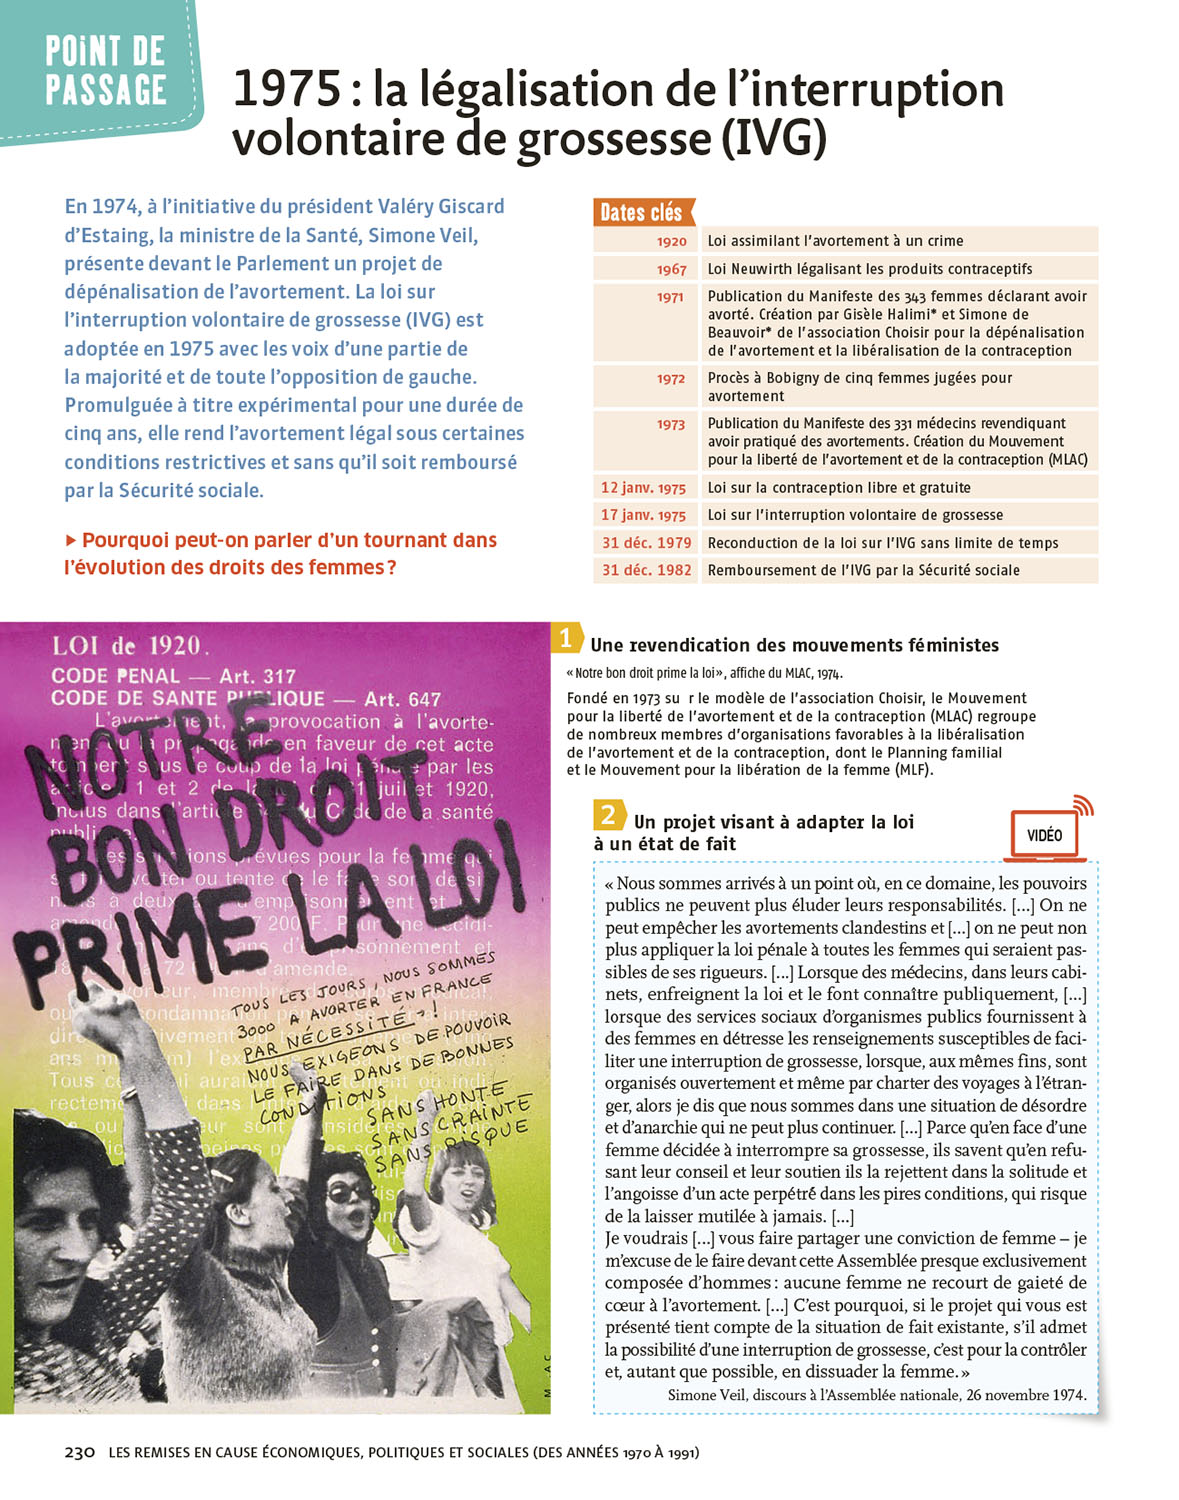 POiNT DE
PASSAGE
1975 : la légalisation de l’interruption
volontaire de grossesse (IVG)
En 1974, à l’initiative du président Valéry Giscard
d’Estaing, la ministre de la Santé, Simone Veil,
présente devant le Parlement un projet de
dépénalisation de l’avortement. La loi sur
l’interruption volontaire de grossesse (IVG) est
adoptée en 1975 avec les voix d’une partie de
la majorité et de toute l’opposition de gauche.
Promulguée à titre expérimental pour une durée de
cinq ans, elle rend l’avortement légal sous certaines
conditions restrictives et sans qu’il soit remboursé
par la Sécurité sociale.
▶ Pourquoi peut-on parler d’un tournant dans
l’évolution des droits des femmes ?
Dates clés
1920 Loi assimilant l’avortement à un crime
1967 Loi Neuwirth légalisant les produits contraceptifs
1971 Publication du Manifeste des 343 femmes déclarant avoir
avorté. Création par Gisèle Halimi* et Simone de
Beauvoir* de l’association Choisir pour la dépénalisation
de l’avortement et la libéralisation de la contraception
1972 Procès à Bobigny de cinq femmes jugées pour
avortement
1973 Publication du Manifeste des 331 médecins revendiquant
avoir pratiqué des avortements. Création du Mouvement
pour la liberté de l’avortement et de la contraception (MLAC)
12 janv. 1975 Loi sur la contraception libre et gratuite
17 janv. 1975 Loi sur l’interruption volontaire de grossesse
31 déc. 1979 Reconduction de la loi sur l’IVG sans limite de temps
31 déc. 1982 Remboursement de l’IVG par la Sécurité sociale
LOI de 1920.
CODE PENAL — Art. 317
CODE DE SANTE PUBLIQUE — Art. 647
L'avortement, la provocation à l'avorte-
ment ou la propagande en faveur de cet acte
tombent sous le coup de la loi pénale par les
1 et 2 de la juillet 1920,
inclus dans l'article du Code de la santé
prévues pour la femme qui
NOTRE
BON DROIT
PRIME LA LOI
TOUS LES JOURS, NOUS SOMMES
3000 A AVORTER EN FRANCE
PAR NÉCESSITÉ !
NOUS EXIGEONS DE POUVOIR
LE FAIRE DANS DE BONNES
CONDITIONS
SANS HONTE
SANS CRAINTE
SANS RISQUE
1 Une revendication des mouvements féministes
« Notre bon droit prime la loi », affiche du MLAC, 1974.
Fondé en 1973 su r le modèle de l’association Choisir, le Mouvement
pour la liberté de l’avortement et de la contraception (MLAC) regroupe
de nombreux membres d’organisations favorables à la libéralisation
de l’avortement et de la contraception, dont le Planning familial
et le Mouvement pour la libération de la femme (MLF).
2 Un projet visant à adapter la loi
à un état de fait
VIDÉO
« Nous sommes arrivés à un point où, en ce domaine, les pouvoirs
publics ne peuvent plus éluder leurs responsabilités. [...] On ne
peut empêcher les avortements clandestins et [...] on ne peut non
plus appliquer la loi pénale à toutes les femmes qui seraient pas-
sibles de ses rigueurs. [...] Lorsque des médecins, dans leurs cabi-
nets, enfreignent la loi et le font connaître publiquement, [...]
lorsque des services sociaux d’organismes publics fournissent à
des femmes en détresse les renseignements susceptibles de faci-
liter une interruption de grossesse, lorsque, aux mêmes fins, sont
organisés ouvertement et même par charter des voyages à l’étran-
ger, alors je dis que nous sommes dans une situation de désordre
et d’anarchie qui ne peut plus continuer. [...] Parce qu’en face d’une
femme décidée à interrompre sa grossesse, ils savent qu’en refu-
sant leur conseil et leur soutien ils la rejettent dans la solitude et
l’angoisse d’un acte perpétré dans les pires conditions, qui risque
de la laisser mutilée à jamais. [...]
Je voudrais [...] vous faire partager une conviction de femme – je
m’excuse de le faire devant cette Assemblée presque exclusivement
composée d’hommes : aucune femme ne recourt de gaieté de
cœur à l’avortement. [...] C’est pourquoi, si le projet qui vous est
présenté tient compte de la situation de fait existante, s’il admet
la possibilité d’une interruption de grossesse, c’est pour la contrôler
et, autant que possible, en dissuader la femme. »
Simone Veil, discours à l’Assemblée nationale, 26 novembre 1974.
230 LES REMISES EN CAUSE ÉCONOMIQUES, POLITIQUES ET SOCIALES (DES ANNÉES 1970 À 1991)